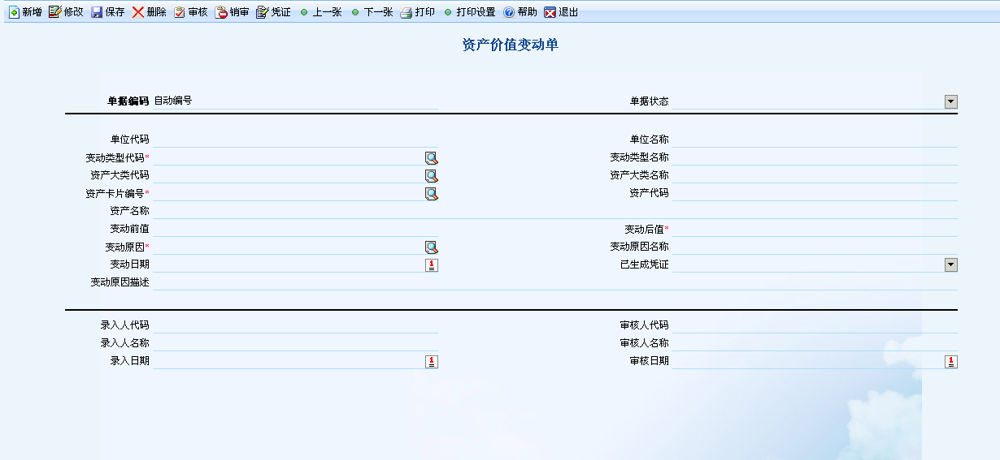 新增 修改 保存 删除 审核 销审 凭证 上一张 下一张 打印 打印设置 帮助 退出
资产价值变动单
单据编码 自动编号 单据状态
单位代码 单位名称
变动类型代码* 变动类型名称
资产大类代码 资产大类名称
资产卡片编号* 资产代码
资产名称
变动前值 变动后值*
变动原因* 变动原因名称
变动日期 1 已生成凭证
变动原因描述
录入人代码 审核人代码
录入人名称 审核人名称
录入日期 1 审核日期 1